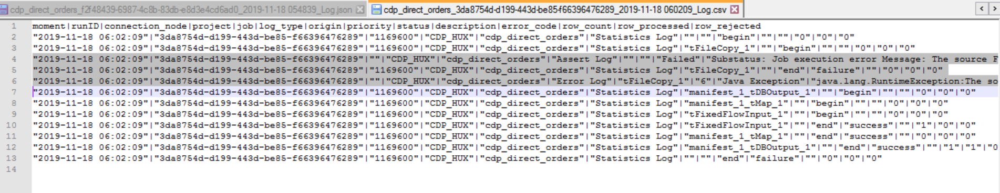 cdp_direct_orders_f2f48439-6987-4c8b-83db-e8d3e4cd6ad0_2019-11-18 054839_Log.json cdp_direct_orders_3da8754d-d199-443d-be85-f66396476289_2019-11-18 060209_Log.csv
1 moment|runID|connection_node|project|job|log_type|origin|priority|status|description|error_code|row_count|row_processed|row_rejected
2 "2019-11-18 06:02:09"|"3da8754d-d199-443d-be85-f66396476289"|"1169600"|"CDP_HUX"|"cdp_direct_orders"|"Statistics Log"|""|""|"begin"|""|""|"0"|"0"|"0"
3 "2019-11-18 06:02:09"|"3da8754d-d199-443d-be85-f66396476289"|"1169600"|"CDP_HUX"|"cdp_direct_orders"|"Statistics Log"|"tFileCopy_1"|""|"begin"|""|""|"0"|"0"|"0"
4 "2019-11-18 06:02:09"|"3da8754d-d199-443d-be85-f66396476289"|""|"CDP_HUX"|"cdp_direct_orders"|"Assert Log"|""|""|"Failed"|"Substatus: Job execution error Message: The source F
5 "2019-11-18 06:02:09"|"3da8754d-d199-443d-be85-f66396476289"|"1169600"|"CDP_HUX"|"cdp_direct_orders"|"Statistics Log"|"tFileCopy_1"|""|"end"|"failure"|""|"0"|"0"|"0"
6 "2019-11-18 06:02:09"|"3da8754d-d199-443d-be85-f66396476289"|""|"CDP_HUX"|"cdp_direct_orders"|"Error Log"|"tFileCopy_1"|"6"|"Java Exception"|"java.lang.RuntimeException:The so
7 "2019-11-18 06:02:09"|"3da8754d-d199-443d-be85-f66396476289"|"1169600"|"CDP_HUX"|"cdp_direct_orders"|"Statistics Log"|"manifest_1_tDBOutput_1"|""|"begin"|""|""|"0"|"0"|"0"
8 "2019-11-18 06:02:09"|"3da8754d-d199-443d-be85-f66396476289"|"1169600"|"CDP_HUX"|"cdp_direct_orders"|"Statistics Log"|"manifest_1_tMap_1"|""|"begin"|""|""|"0"|"0"|"0"
9 "2019-11-18 06:02:09"|"3da8754d-d199-443d-be85-f66396476289"|"1169600"|"CDP_HUX"|"cdp_direct_orders"|"Statistics Log"|"tFixedFlowInput_1"|""|"begin"|""|""|"0"|"0"|"0"
10 "2019-11-18 06:02:09"|"3da8754d-d199-443d-be85-f66396476289"|"1169600"|"CDP_HUX"|"cdp_direct_orders"|"Statistics Log"|"tFixedFlowInput_1"|""|"end"|"success"|""|"1"|"0"|"0"
11 "2019-11-18 06:02:09"|"3da8754d-d199-443d-be85-f66396476289"|"1169600"|"CDP_HUX"|"cdp_direct_orders"|"Statistics Log"|"manifest_1_tMap_1"|""|"end"|"success"|""|"0"|"0"|"0"
12 "2019-11-18 06:02:09"|"3da8754d-d199-443d-be85-f66396476289"|"1169600"|"CDP_HUX"|"cdp_direct_orders"|"Statistics Log"|"manifest_1_tDBOutput_1"|""|"end"|"success"|""|"1"|"1"|"0
13 "2019-11-18 06:02:09"|"3da8754d-d199-443d-be85-f66396476289"|"1169600"|"CDP_HUX"|"cdp_direct_orders"|"Statistics Log"|""|""|"end"|"failure"|""|"0"|"0"|"0"
14